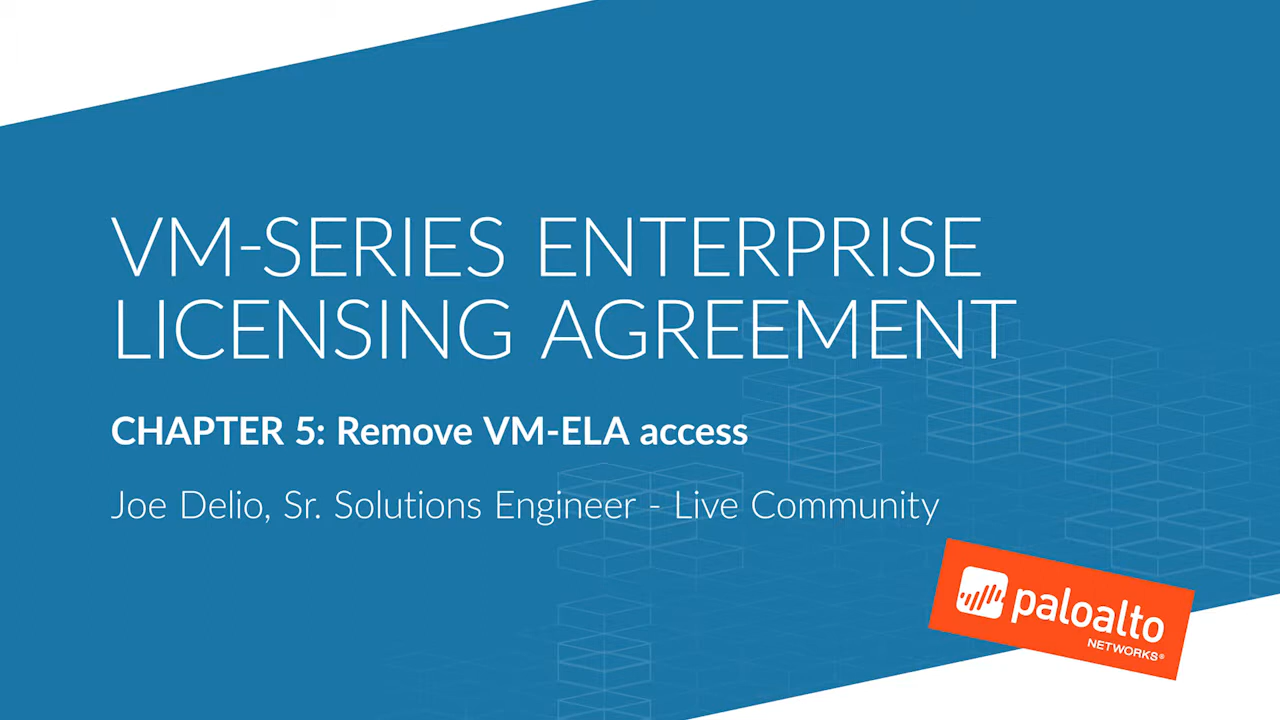 VM-SERIES ENTERPRISE
LICENSING AGREEMENT
CHAPTER 5: Remove VM-ELA access
Joe Delio, Sr. Solutions Engineer - Live Community
paloalto
NETWORKS®